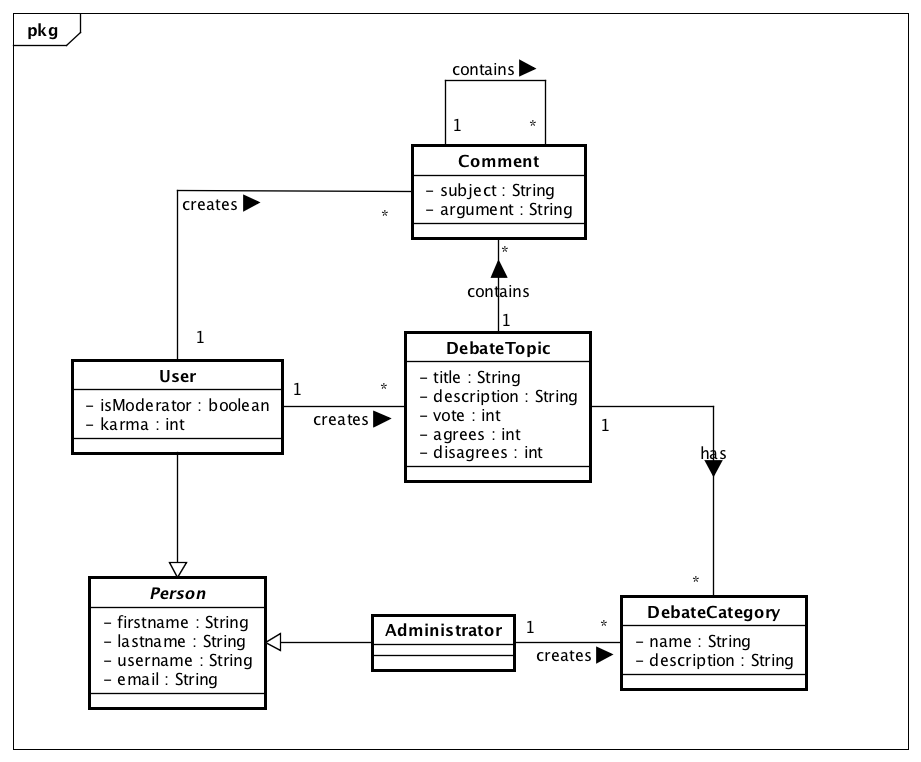 pkg
contains
1
*
Comment
- subject : String
- argument : String
creates
*
1
*
contains
1
User
- isModerator : boolean
- karma : int
1
*
creates
DebateTopic
- title : String
- description : String
- vote : int
- agrees : int
- disagrees : int
1
has
*
Person
- firstname : String
- lastname : String
- username : String
- email : String
Administrator
1
*
creates
DebateCategory
- name : String
- description : String